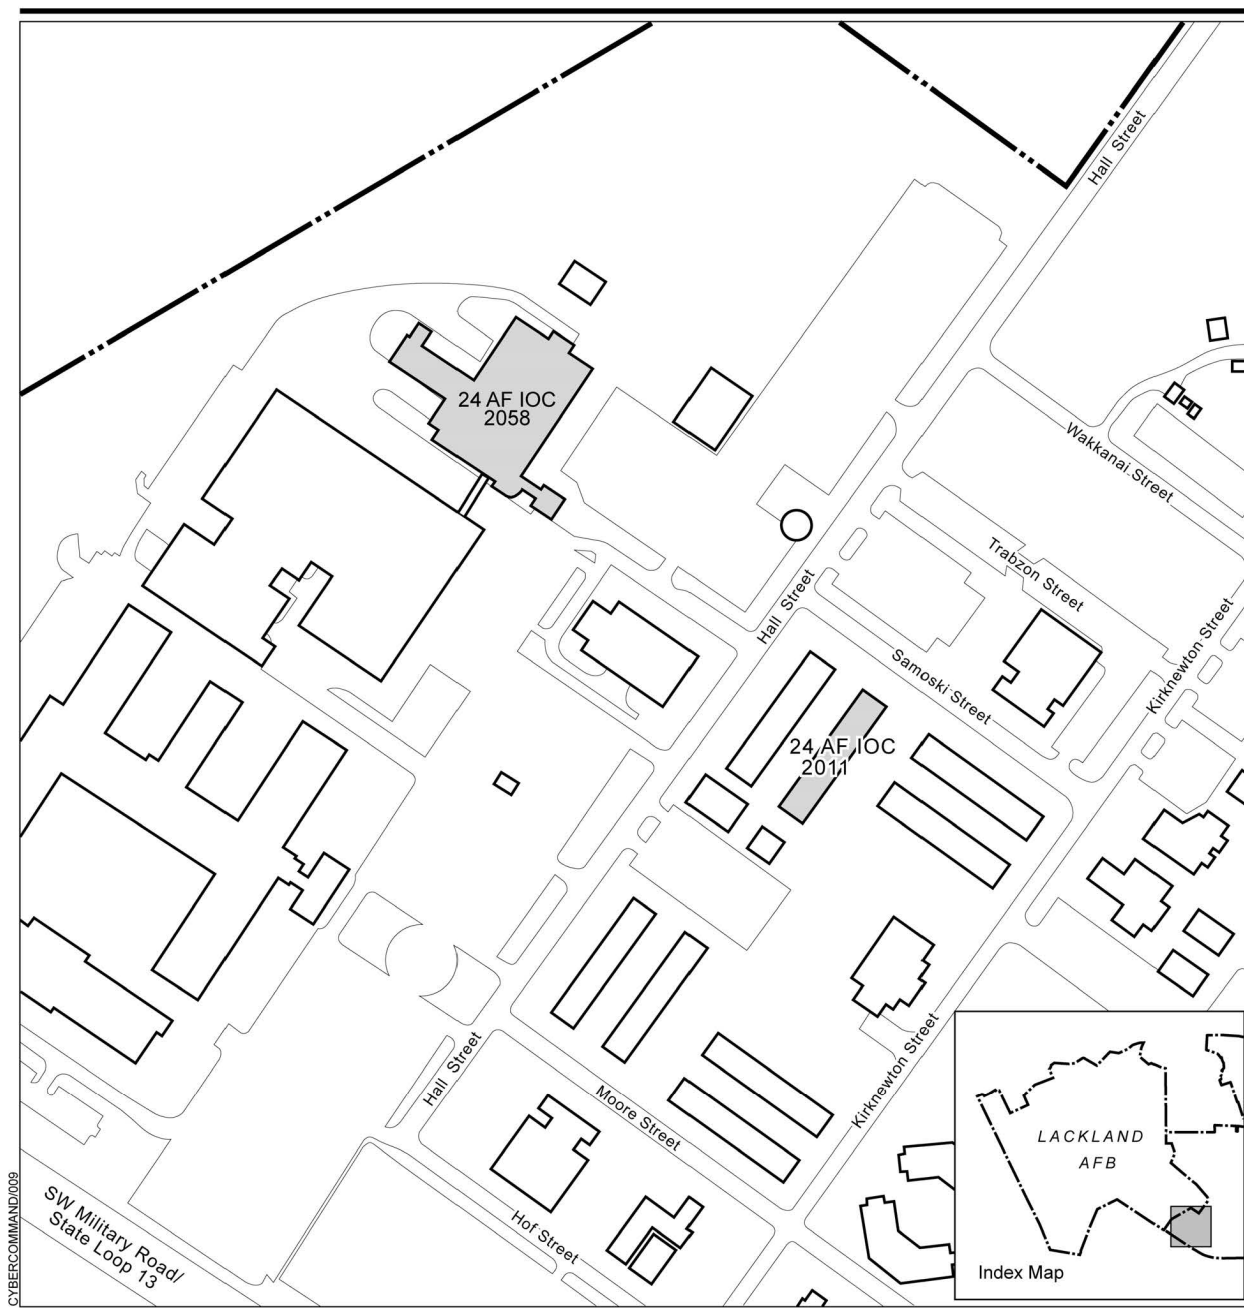 Hall Street
24 AF IOC
2058
Wakkanai Street
Trabzon Street
Hall Street
Kirknewton Street
Samoski Street
24 AF IOC
2011
Hall Street
Moore Street
Kirknewton Street
LACKLAND
AFB
Index Map
SW Military Road/
State Loop 13
Hof Street
CYBERCOMMAND/009